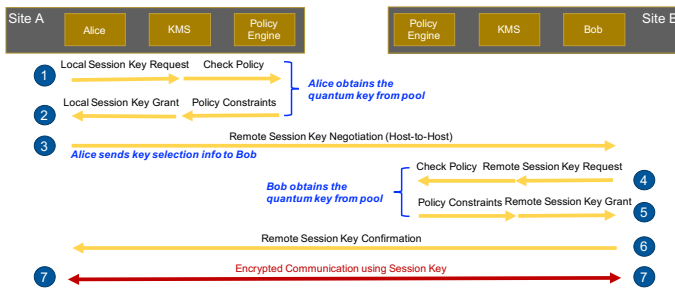 Site A
Alice
KMS
Policy
Engine
Policy
Engine
KMS
Bob
Site B
Local Session Key Request
Check Policy
1
Alice obtains the
quantum key from pool
Local Session Key Grant
Policy Constraints
2
Remote Session Key Negotiation (Host-to-Host)
3
Alice sends key selection info to Bob
Check Policy
Remote Session Key Request
4
Bob obtains the
quantum key from pool
Policy Constraints
Remote Session Key Grant
5
Remote Session Key Confirmation
6
Encrypted Communication using Session Key
7
7